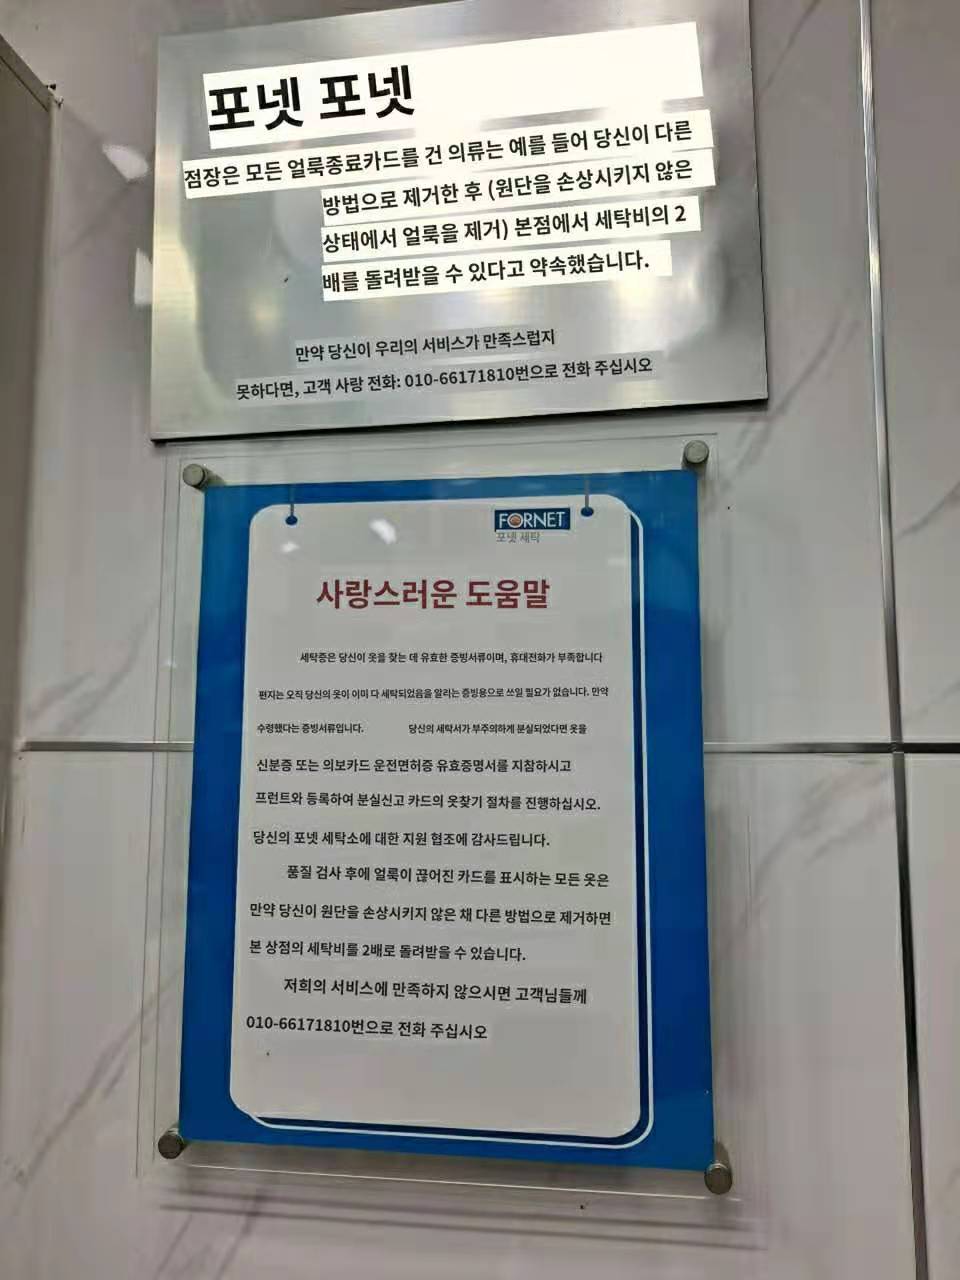 포넷 포넷
점장은 모든 얼룩종료카드를 건 의류는 예를 들어 당신이 다른
방법으로 제거한 후 (원단을 손상시키지 않은
상태에서 얼룩을 제거) 본점에서 세탁비의 2
배를 돌려받을 수 있다고 약속했습니다.
만약 당신이 우리의 서비스가 만족스럽지
못하다면, 고객 사랑 전화: 010-66171810번으로 전화 주십시오
FORNET
포넷 세탁
사랑스러운 도움말
세탁증은 당신이 옷을 찾는 데 유효한 증빙서류이며, 휴대전화가 부족합니다
편지는 오직 당신의 옷이 이미 다 세탁되었음을 알리는 증빙용으로 쓰일 필요가 없습니다. 만약
수령했다는 증빙서류입니다. 당신의 세탁서가 부주의하게 분실되었다면 옷을
신분증 또는 의보카드 운전면허증 유효증명서를 지참하시고
프런트와 등록하여 분실신고 카드의 옷찾기 절차를 진행하십시오.
당신의 포넷 세탁소에 대한 지원 협조에 감사드립니다.
품질 검사 후에 얼룩이 끊어진 카드를 표시하는 모든 옷은
만약 당신이 원단을 손상시키지 않은 채 다른 방법으로 제거하면
본 상점의 세탁비를 2배로 돌려받을 수 있습니다.
저희의 서비스에 만족하지 않으시면 고객님들께
010-66171810번으로 전화 주십시오